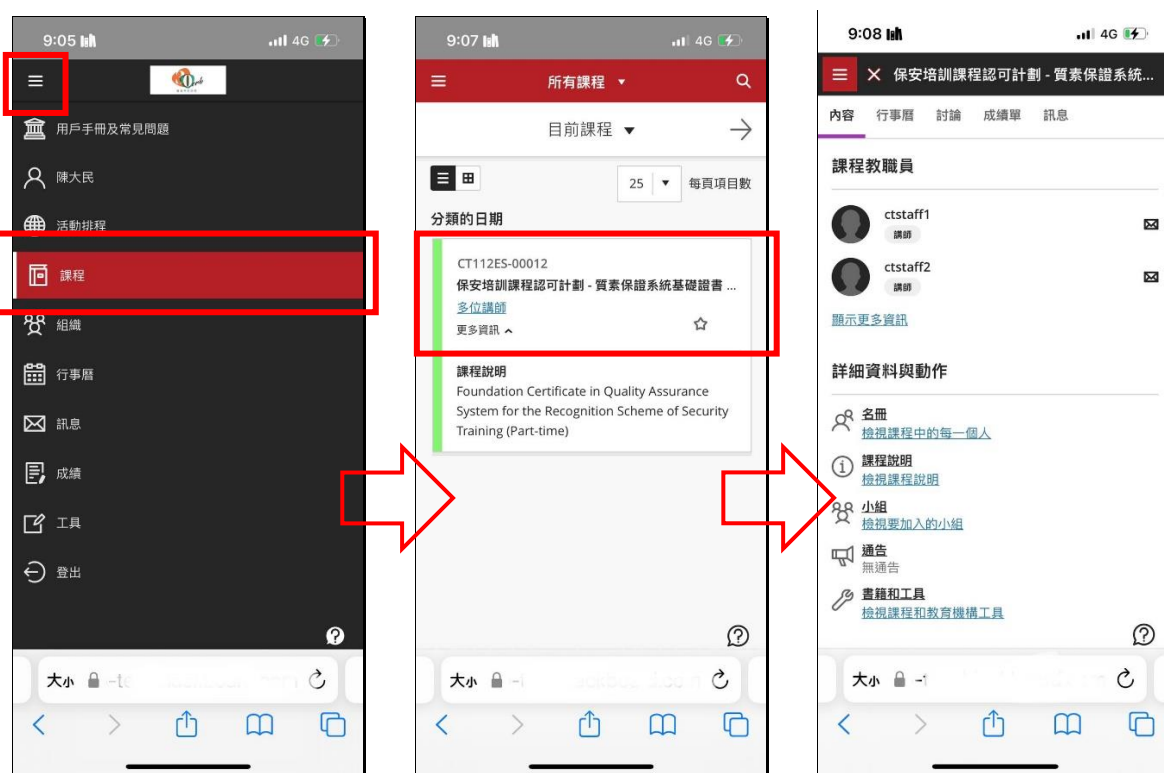 9:05
4G
用戶手冊及常見問題
陳大民
活動排程
課程
組織
行事曆
訊息
成績
工具
登出
大小
9:07
4G
所有課程
目前課程
25
每頁項目數
分類的日期
CT112ES-00012
保安培訓課程認可計劃 - 質素保證系統基礎證書 ...
多位講師
更多資訊
課程說明
Foundation Certificate in Quality Assurance
System for the Recognition Scheme of Security
Training (Part-time)
大小
9:08
4G
保安培訓課程認可計劃 - 質素保證系統...
內容 行事曆 討論 成績單 訊息
課程教職員
ctstaff1
講師
ctstaff2
講師
顯示更多資訊
詳細資料與動作
名冊
檢視課程中的每一個人
課程說明
檢視課程說明
小組
檢視要加入的小組
通告
無通告
書籍和工具
檢視課程和教育機構工具
大小